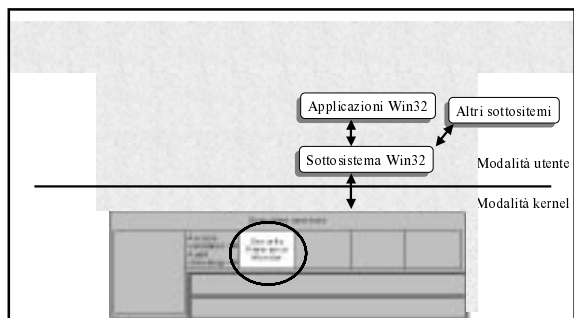 Applicazioni Win32
Altri sottositemi
Sottosistema Win32
Modalità utente
Modalità kernel